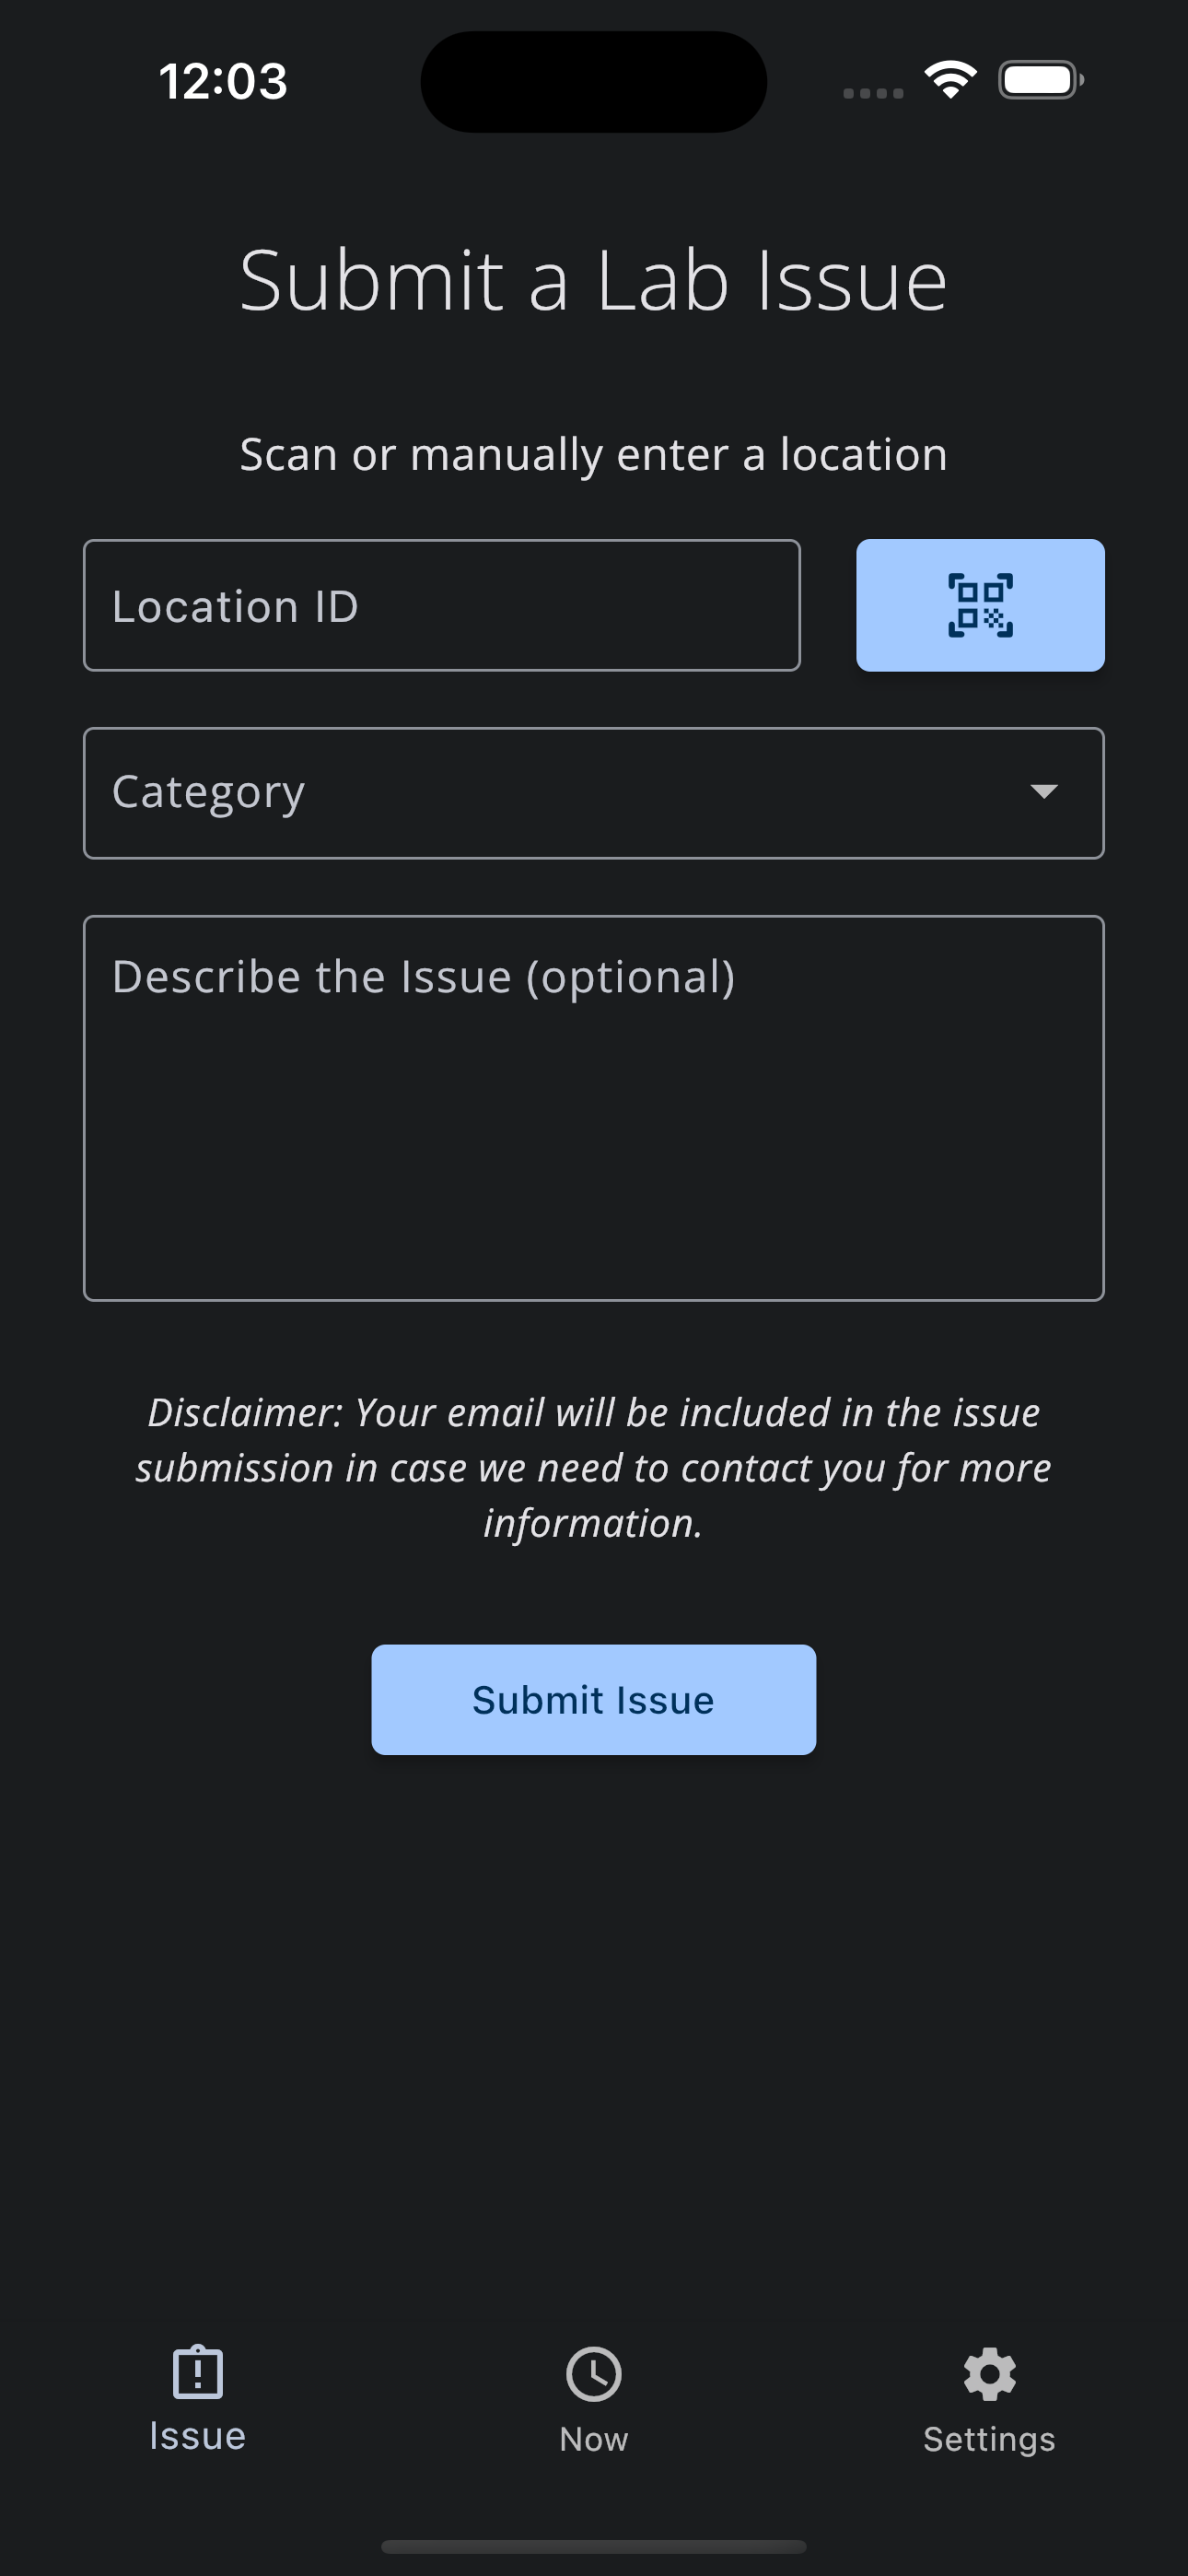 12:03
Submit a Lab Issue
Scan or manually enter a location
Location ID
Category
Describe the Issue (optional)
Disclaimer: Your email will be included in the issue
submission in case we need to contact you for more
information.
Submit Issue
Issue
Now
Settings